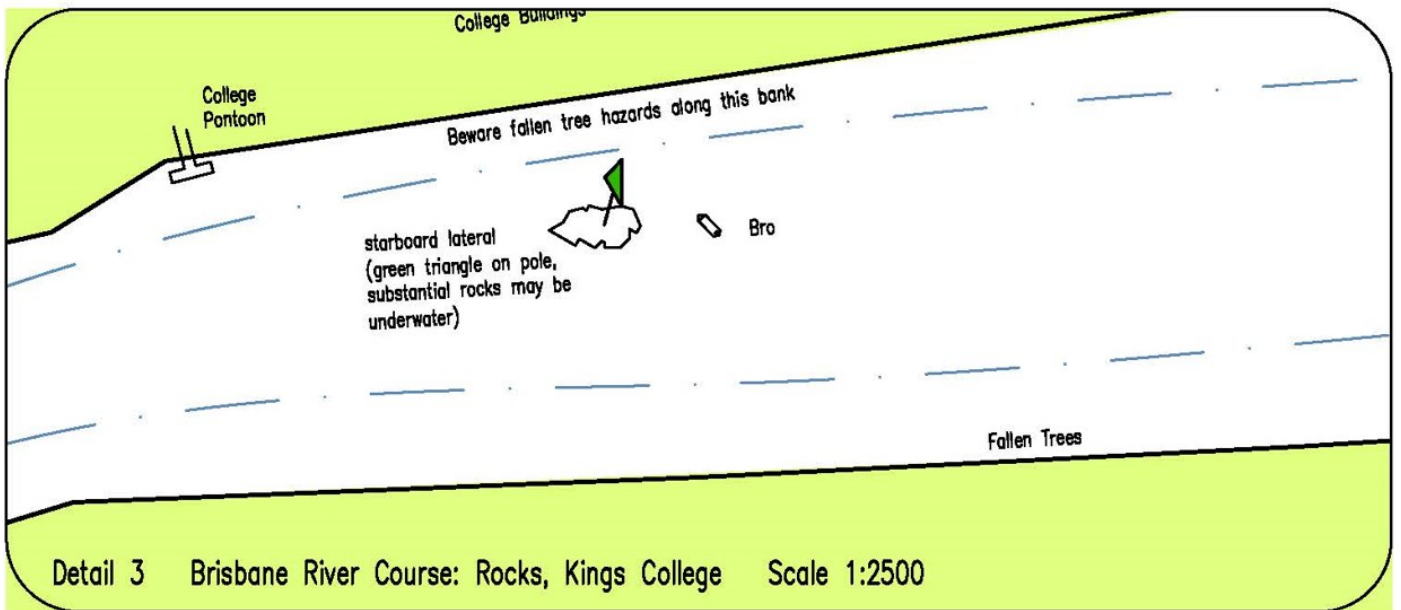 College Buildings
College
Pontoon
Beware fallen tree hazards along this bank
starboard lateral
(green triangle on pole,
substantial rocks may be
underwater)
Bro
Fallen Trees
Detail 3 Brisbane River Course: Rocks, Kings College Scale 1:2500